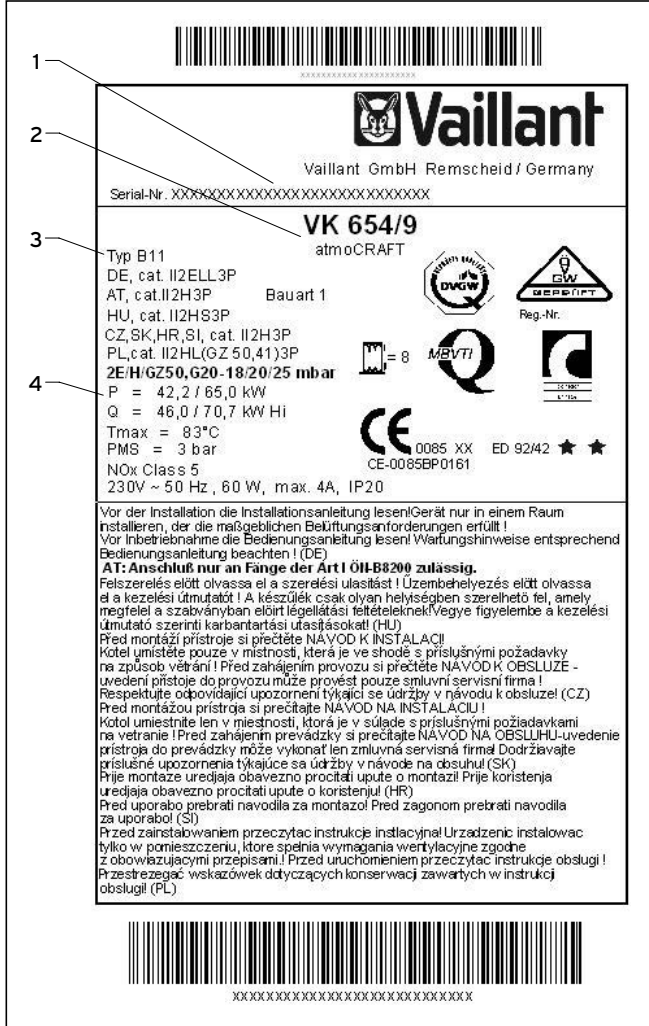 xxxxxxxxxxxxxxxxxxxxxxx
1
2
Vaillant
Vaillant GmbH Remscheid / Germany
Serial-Nr. XXXXXXXXXXXXXXXXXXXXXXXXXXX
VK 654/9
atmoCRAFT
3
Typ B11
DE, cat. II2ELL3P
AT, cat.II2H3P Bauart 1
HU, cat. II2HS3P
CZ,SK,HR,SI, cat. II2H3P
PL,cat. II2HL(GZ 50,41)3P
2E/H/GZ50,G20-18/20/25 mbar
DVGW
GW
GEPRÜFT
Reg.-Nr.
= 8
MBVTI
4
P = 42,2 / 65,0 kW
Q = 46,0 / 70,7 kW Hi
Tmax = 83°C
PMS = 3 bar
NOx Class 5
230V ~ 50 Hz , 60 W, max. 4A, IP20
CE 0085 XX ED 92/42 ★ ★
CE-0085BP0161
Vor der Installation die Installationsanleitung lesen!Gerät nur in einem Raum
installieren, der die maßgeblichen Belüftungsanforderungen erfüllt !
Vor Inbetriebnahme die Bedienungsanleitung lesen! Wartungshinweise entsprechend
Bedienungsanleitung beachten ! (DE)
AT: Anschluß nur an Fänge der Art I ÖN-B8200 zulässig.
Felszerelés elött olvassa el a szerelési ulasitást ! Üzembehelyezés elött olvassa
el a kezelési útmutatót ! A készülék csak olyan helyiségben szerelhetö fel, amely
megfelel a szabványban elöirt légellátási feltételeknek!Vegye figyelembe a kezelési
útmutató szerinti karbantartási utasításokat! (HU)
Před montáží přístroje si přečtěte NÁVOD K INSTALACI!
Kotel umístěte pouze v místnosti, která je ve shodě s příslušnými požadavky
na způsob větrání ! Před zahájením provozu si přečtěte NÁVOD K OBSLUZE -
uvedení přístoje do provozu může provést pouze smluvní servisní firma !
Respektujte odpovídající upozornení týkající se údržby v návodu k obsluze! (CZ)
Pred montážou prístroja si prečítajte NÁVOD NA INŠTALÁCIU !
Kotol umiestnite len v miestnosti, ktorá je v súlade s príslušnými požiadavkami
na vetranie ! Pred zahájením prevádzky si prečítajte NÁVOD NA OBSLUHU-uvedenie
prístroja do prevádzky môže vykonať len zmluvná servisná firma! Dodržiavajte
príslušné upozornenia týkajúce sa údržby v návode na obsuhu! (SK)
Prije montaze uredjaja obavezno procitati upute o montazi! Prije koristenja
uredjaja obavezno procitati upute o koristenju! (HR)
Pred uporabo prebrati navodila za montazo! Pred zagonom prebrati navodila
za uporabo! (SI)
Przed zainstalowaniem przeczytac instrukcje instlacyjna! Urzadzenic instalowac
tylko w pomieszczeniu, ktore spelnia wymagania wentylacyjne zgodne
z obowiazujacymi przepisami.! Przed uruchomieniem przeczytac instrukcje obslugi !
Przestrezegać wskazówek dotyczących konserwacji zawartych w instrukcji
obslugi! (PL)
XXXXXXXXXXXXXXXXXXXXXXXXXXX